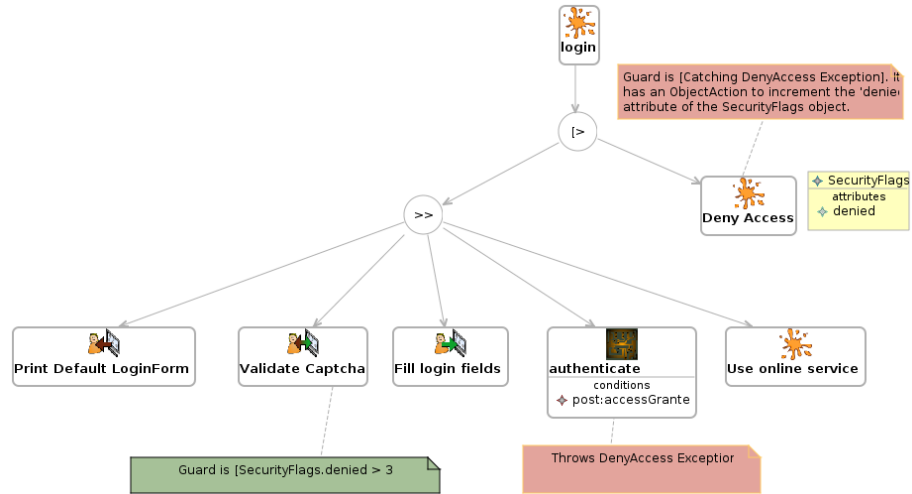 login
Guard is [Catching DenyAccess Exception]. It
has an ObjectAction to increment the 'denie
attribute of the SecurityFlags object.
[>
Deny Access
SecurityFlags
attributes
denied
>>
Print Default LoginForm
Validate Captcha
Fill login fields
authenticate
conditions
post:accessGrante
Use online service
Guard is [SecurityFlags.denied > 3
Throws DenyAccess Exception